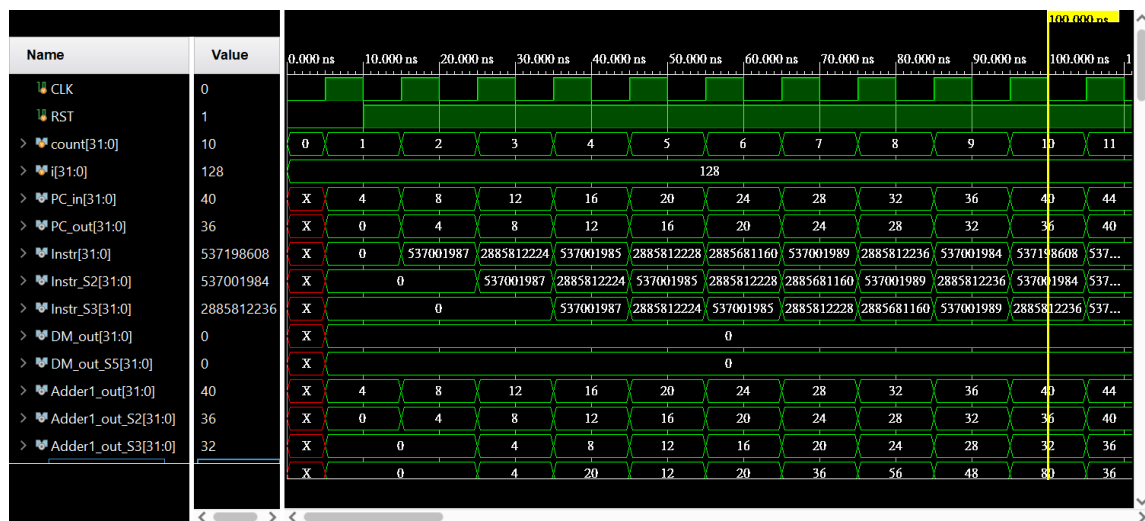 100.000 ns
Name Value 0.000 ns 10.000 ns 20.000 ns 30.000 ns 40.000 ns 50.000 ns 60.000 ns 70.000 ns 80.000 ns 90.000 ns 100.000 ns 1
CLK 0
RST 1
count[31:0] 10 0 1 2 3 4 5 6 7 8 9 10 11
i[31:0] 128 128
PC_in[31:0] 40 X 4 8 12 16 20 24 28 32 36 40 44
PC_out[31:0] 36 X 0 4 8 12 16 20 24 28 32 36 40
Instr[31:0] 537198608 X 0 537001987 2885812224 537001985 2885812228 2885681160 537001989 2885812236 537001984 537198608 537...
Instr_S2[31:0] 537001984 X 0 537001987 2885812224 537001985 2885812228 2885681160 537001989 2885812236 537001984 537...
Instr_S3[31:0] 2885812236 X 0 537001987 2885812224 537001985 2885812228 2885681160 537001989 2885812236 537...
DM_out[31:0] 0 X 0
DM_out_S5[31:0] 0 X 0
Adder1_out[31:0] 40 X 4 8 12 16 20 24 28 32 36 40 44
Adder1_out_S2[31:0] 36 X 0 4 8 12 16 20 24 28 32 36 40
Adder1_out_S3[31:0] 32 X 0 4 8 12 16 20 24 28 32 36
X 0 4 20 12 20 36 56 48 80 36